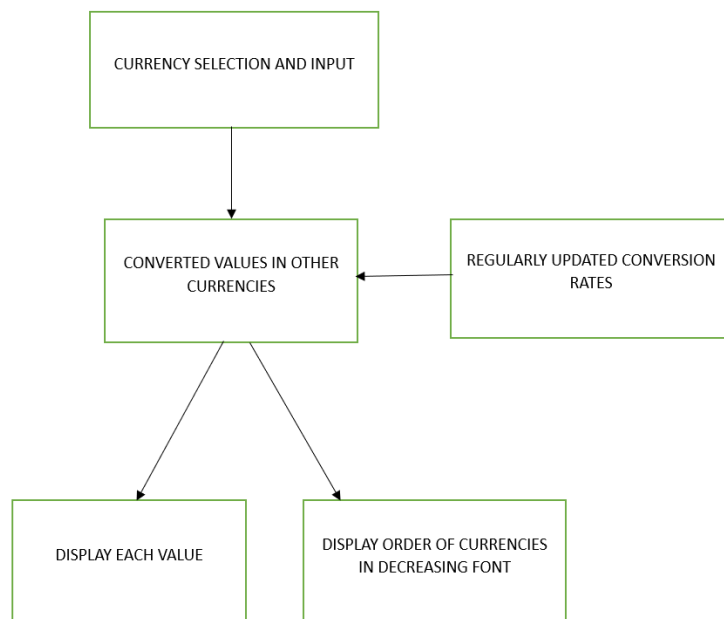 CURRENCY SELECTION AND INPUT
CONVERTED VALUES IN OTHER
CURRENCIES
REGULARLY UPDATED CONVERSION
RATES
DISPLAY EACH VALUE
DISPLAY ORDER OF CURRENCIES
IN DECREASING FONT